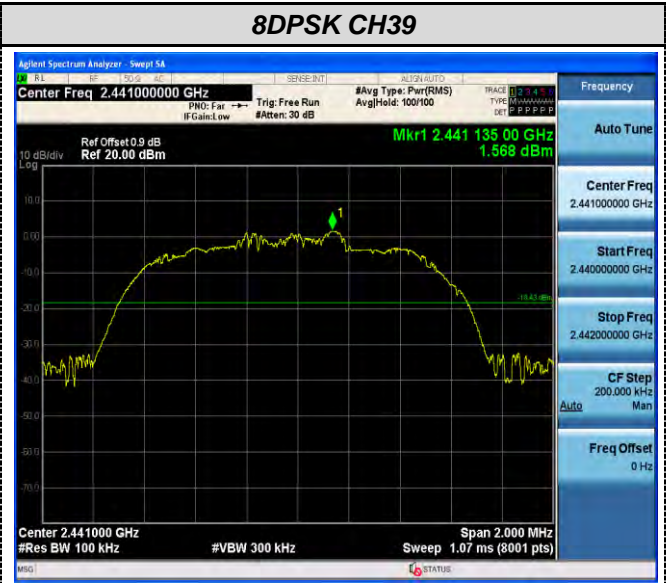 8DPSK CH39
Agilent Spectrum Analyzer - Swept SA
RL RF 50 Ω AC SENSE:INT ALIGN AUTO
Center Freq 2.441000000 GHz
PNO: Far
IFGain:Low
Trig: Free Run
#Atten: 30 dB
#Avg Type: Pwr(RMS)
Avg|Hold: 100/100
TRACE 1 2 3 4 5 6
TYPE M
DET P P P P P P
Ref Offset 0.9 dB
Ref 20.00 dBm
10 dB/div
Log
Mkr1 2.441 135 00 GHz
1.568 dBm
10.0
0.00
-10.0
-20.0
-30.0
-40.0
-50.0
-60.0
-70.0
1
-18.43 dBm
Center 2.441000 GHz
#Res BW 100 kHz
#VBW 300 kHz
Span 2.000 MHz
Sweep 1.07 ms (8001 pts)
MSG
STATUS
Frequency
Auto Tune
Center Freq
2.441000000 GHz
Start Freq
2.440000000 GHz
Stop Freq
2.442000000 GHz
CF Step
200.000 kHz
Auto Man
Freq Offset
0 Hz